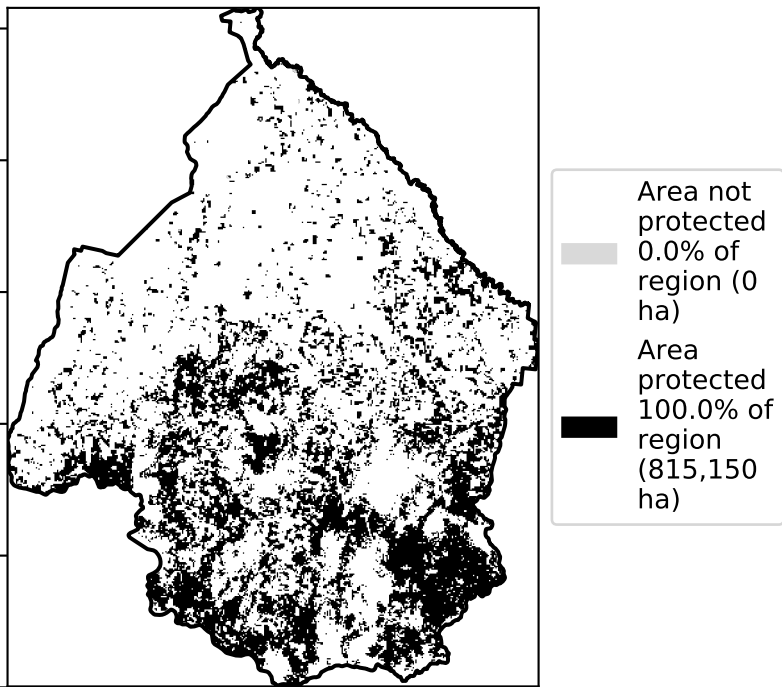 Area not
protected
0.0% of
region (0
ha)
Area
protected
100.0% of
region
(815,150
ha)